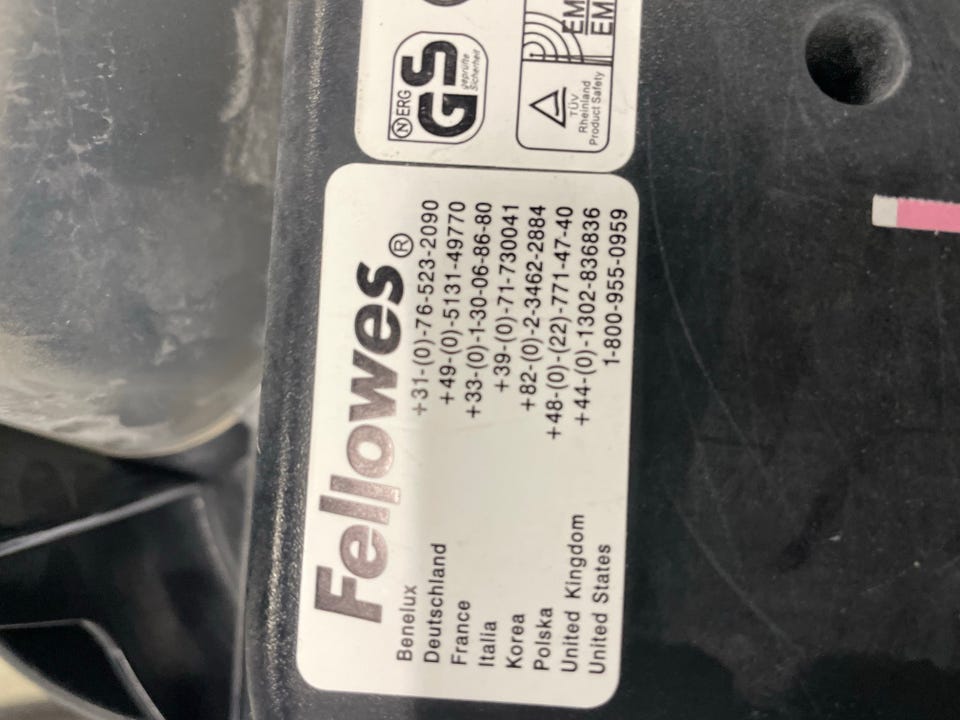 Fellowes®
Benelux +31-(0)-76-523-2090
Deutschland +49-(0)-5131-49770
France +33-(0)-1-30-06-86-80
Italia +39-(0)-71-730041
Korea +82-(0)-2-3462-2884
Polska +48-(0)-(22)-771-47-40
United Kingdom +44-(0)-1302-836836
United States 1-800-955-0959
N ERG
GS
geprüfte
Sicherheit
TÜV
Rheinland
Product Safety
EM
EM